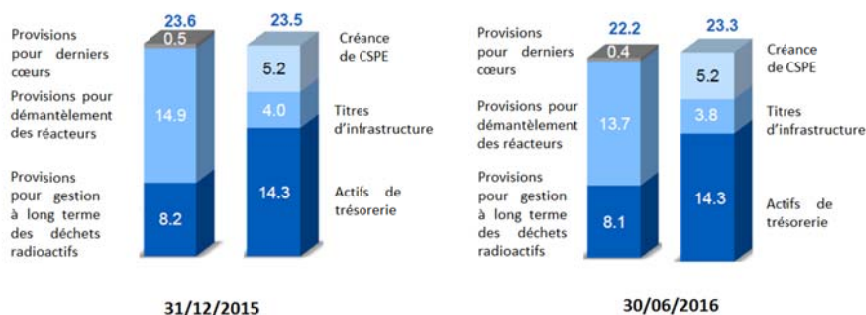 23.6
23.5
Provisions
pour derniers
cœurs
0.5
Créance
de CSPE
5.2
Provisions pour
démantèlement
des réacteurs
14.9
4.0
Titres
d'infrastructure
Provisions
pour gestion
à long terme
des déchets
radioactifs
8.2
14.3
Actifs de
trésorerie
31/12/2015
22.2
23.3
Provisions
pour derniers
cœurs
0.4
Créance
de CSPE
5.2
Provisions pour
démantèlement
des réacteurs
13.7
3.8
Titres
d'infrastructure
Provisions
pour gestion
à long terme
des déchets
radioactifs
8.1
14.3
Actifs de
trésorerie
30/06/2016